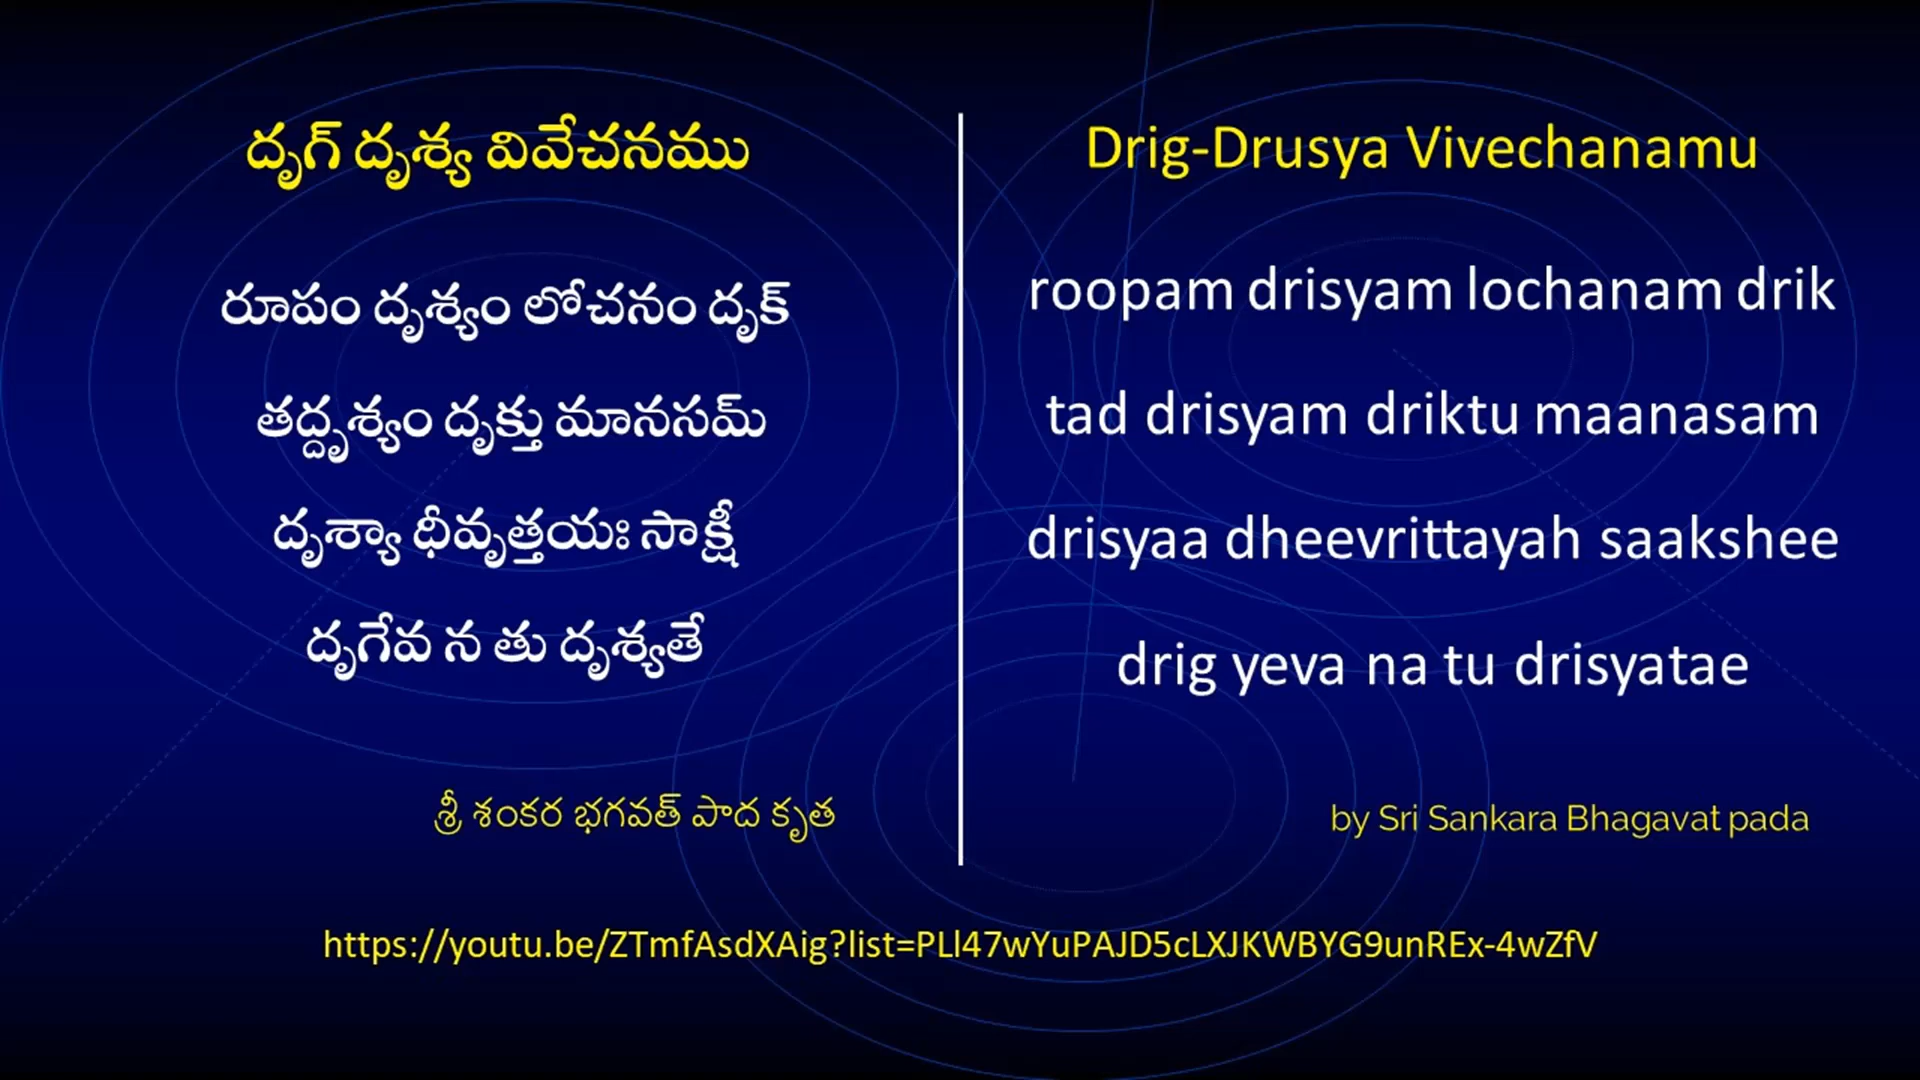 దృగ్ దృశ్య వివేచనము
రూపం దృశ్యం లోచనం దృక్
తద్దృశ్యం దృక్తు మానసమ్
దృశ్యా ధీవృత్తయః సాక్షీ
దృగేవ న తు దృశ్యతే
శ్రీ శంకర భగవత్ పాద కృత
Drig-Drusya Vivechanamu
roopam drisyam lochanam drik
tad drisyam driktu maanasam
drisyaa dheevrittayah saakshee
drig yeva na tu drisyatae
by Sri Sankara Bhagavat pada
https://youtu.be/ZTmfAsdXAig?list=PLl47wYuPAJD5cLXJKWBYG9unREx-4wZfV